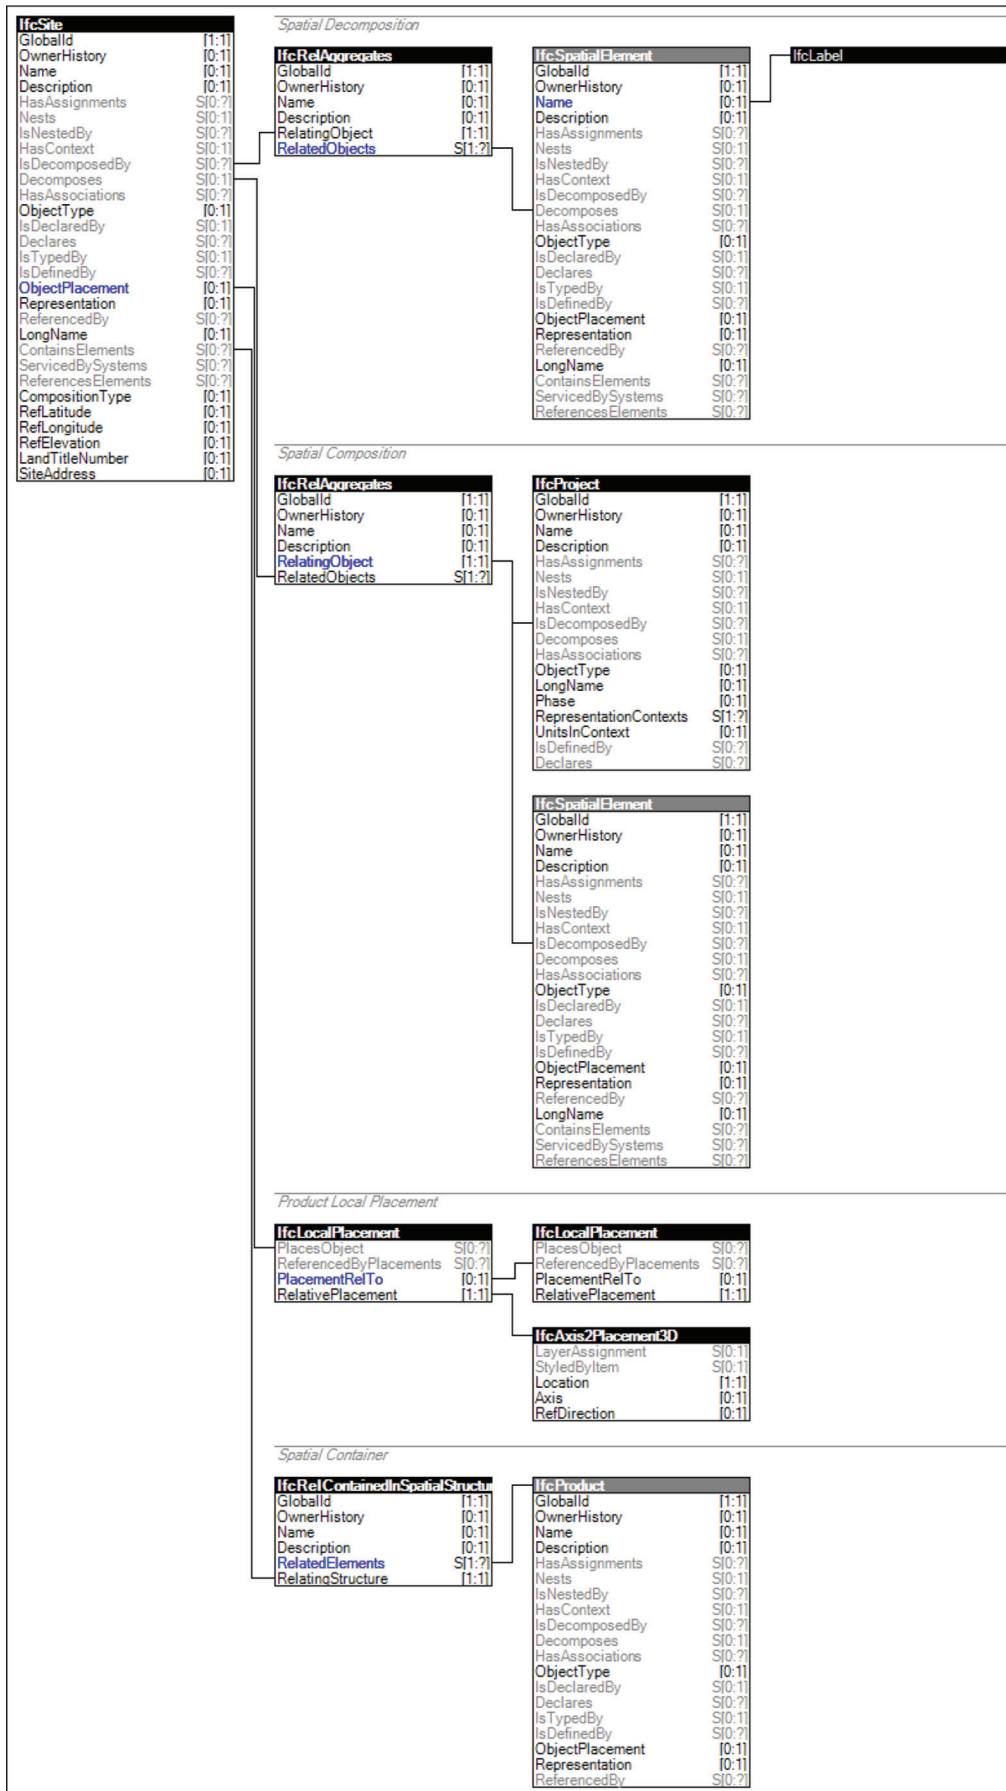 IfcSite
GlobalId [1:1]
OwnerHistory [0:1]
Name [0:1]
Description [0:1]
HasAssignments S[0:?]
Nests S[0:1]
IsNestedBy S[0:?]
HasContext S[0:1]
IsDecomposedBy S[0:?]
Decomposes S[0:1]
HasAssociations S[0:?]
ObjectType [0:1]
IsDeclaredBy S[0:1]
Declares S[0:?]
IsTypedBy S[0:1]
IsDefinedBy S[0:?]
ObjectPlacement [0:1]
Representation [0:1]
ReferencedBy S[0:?]
LongName [0:1]
ContainsElements S[0:?]
ServicedBySystems S[0:?]
ReferencesElements S[0:?]
CompositionType [0:1]
RefLatitude [0:1]
RefLongitude [0:1]
RefElevation [0:1]
LandTitleNumber [0:1]
SiteAddress [0:1]
Spatial Decomposition
IfcRelAggregates
GlobalId [1:1]
OwnerHistory [0:1]
Name [0:1]
Description [0:1]
RelatingObject [1:1]
RelatedObjects S[1:?]
IfcSpatialElement
GlobalId [1:1]
OwnerHistory [0:1]
Name [0:1]
Description [0:1]
HasAssignments S[0:?]
Nests S[0:1]
IsNestedBy S[0:?]
HasContext S[0:1]
IsDecomposedBy S[0:?]
Decomposes S[0:1]
HasAssociations S[0:?]
ObjectType [0:1]
IsDeclaredBy S[0:1]
Declares S[0:?]
IsTypedBy S[0:1]
IsDefinedBy S[0:?]
ObjectPlacement [0:1]
Representation [0:1]
ReferencedBy S[0:?]
LongName [0:1]
ContainsElements S[0:?]
ServicedBySystems S[0:?]
ReferencesElements S[0:?]
IfcLabel
Spatial Composition
IfcRelAggregates
GlobalId [1:1]
OwnerHistory [0:1]
Name [0:1]
Description [0:1]
RelatingObject [1:1]
RelatedObjects S[1:?]
IfcProject
GlobalId [1:1]
OwnerHistory [0:1]
Name [0:1]
Description [0:1]
HasAssignments S[0:?]
Nests S[0:1]
IsNestedBy S[0:?]
HasContext S[0:1]
IsDecomposedBy S[0:?]
Decomposes S[0:1]
HasAssociations S[0:?]
ObjectType [0:1]
LongName [0:1]
Phase [0:1]
RepresentationContexts S[1:?]
UnitsInContext [0:1]
IsDefinedBy S[0:?]
Declares S[0:?]
IfcSpatialElement
GlobalId [1:1]
OwnerHistory [0:1]
Name [0:1]
Description [0:1]
HasAssignments S[0:?]
Nests S[0:1]
IsNestedBy S[0:?]
HasContext S[0:1]
IsDecomposedBy S[0:?]
Decomposes S[0:1]
HasAssociations S[0:?]
ObjectType [0:1]
IsDeclaredBy S[0:1]
Declares S[0:?]
IsTypedBy S[0:1]
IsDefinedBy S[0:?]
ObjectPlacement [0:1]
Representation [0:1]
ReferencedBy S[0:?]
LongName [0:1]
ContainsElements S[0:?]
ServicedBySystems S[0:?]
ReferencesElements S[0:?]
Product Local Placement
IfcLocalPlacement
PlacesObject S[0:?]
ReferencedByPlacements S[0:?]
PlacementRelTo [0:1]
RelativePlacement [1:1]
IfcLocalPlacement
PlacesObject S[0:?]
ReferencedByPlacements S[0:?]
PlacementRelTo [0:1]
RelativePlacement [1:1]
IfcAxis2Placement3D
LayerAssignment S[0:1]
StyledByItem S[0:1]
Location [1:1]
Axis [0:1]
RefDirection [0:1]
Spatial Container
IfcRelContainedInSpatialStructur
GlobalId [1:1]
OwnerHistory [0:1]
Name [0:1]
Description [0:1]
RelatedElements S[1:?]
RelatingStructure [1:1]
IfcProduct
GlobalId [1:1]
OwnerHistory [0:1]
Name [0:1]
Description [0:1]
HasAssignments S[0:?]
Nests S[0:1]
IsNestedBy S[0:?]
HasContext S[0:1]
IsDecomposedBy S[0:?]
Decomposes S[0:1]
HasAssociations S[0:?]
ObjectType [0:1]
IsDeclaredBy S[0:1]
Declares S[0:?]
IsTypedBy S[0:1]
IsDefinedBy S[0:?]
ObjectPlacement [0:1]
Representation [0:1]
ReferencedBy S[0:?]